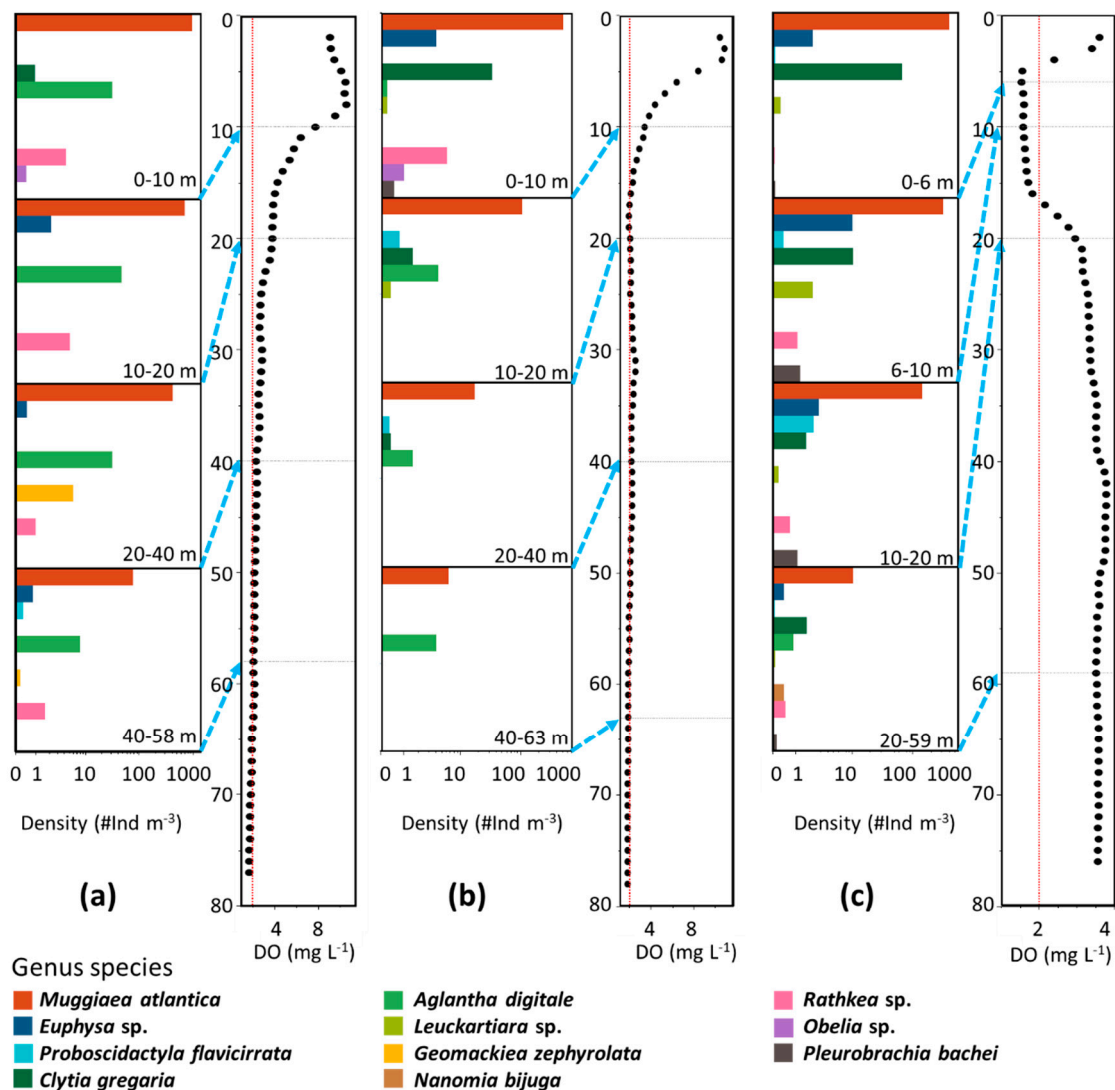 0
10
20
30
40
50
60
70
80
0-10 m
10-20 m
20-40 m
40-58 m
0 1 10 100 1000
Density (#Ind m-3)
4 8
DO (mg L-1)
(a)
0
10
20
30
40
50
60
70
80
0-10 m
10-20 m
20-40 m
40-63 m
0 1 10 100 1000
Density (#Ind m-3)
4 8
DO (mg L-1)
(b)
0
10
20
30
40
50
60
70
80
0-6 m
6-10 m
10-20 m
20-59 m
0 1 10 100 1000
Density (#Ind m-3)
2 4
DO (mg L-1)
(c)
Genus species
Muggiaea atlantica
Euphysa sp.
Proboscidactyla flavicirrata
Clytia gregaria
Aglantha digitale
Leuckartiara sp.
Geomackiea zephyrolata
Nanomia bijuga
Rathkea sp.
Obelia sp.
Pleurobrachia bachei